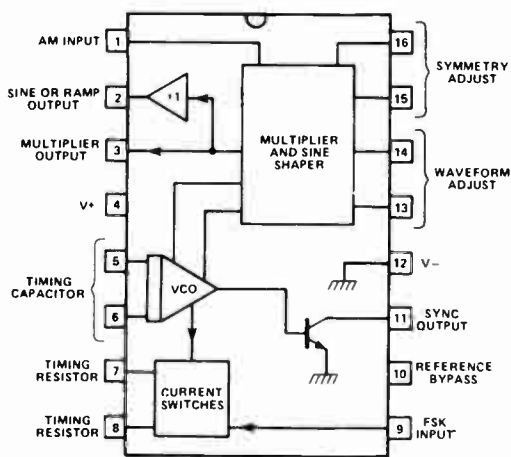 AM INPUT
1
SINE OR RAMP
OUTPUT
2
+1
MULTIPLIER
OUTPUT
3
V+
4
TIMING
CAPACITOR
5
6
VCO
TIMING
RESISTOR
7
TIMING
RESISTOR
8
CURRENT
SWITCHES
MULTIPLIER
AND SINE
SHAPER
16
15
SYMMETRY
ADJUST
14
13
WAVEFORM
ADJUST
12
V-
11
SYNC
OUTPUT
10
REFERENCE
BYPASS
9
FSK
INPUT